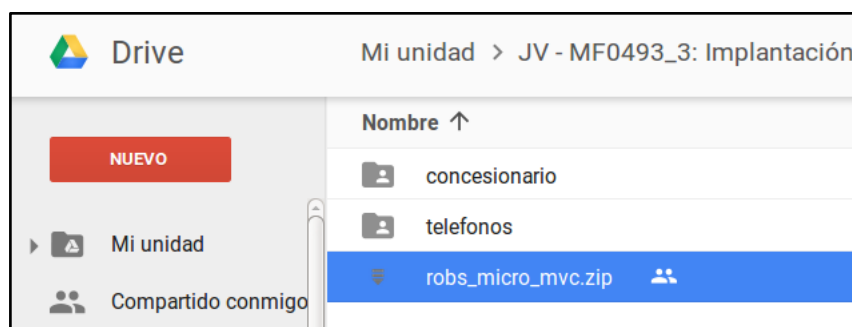 Drive
Mi unidad > JV - MF0493_3: Implantación
NUEVO
Mi unidad
Compartido conmigo
Nombre ↑
concesionario
telefonos
robs_micro_mvc.zip